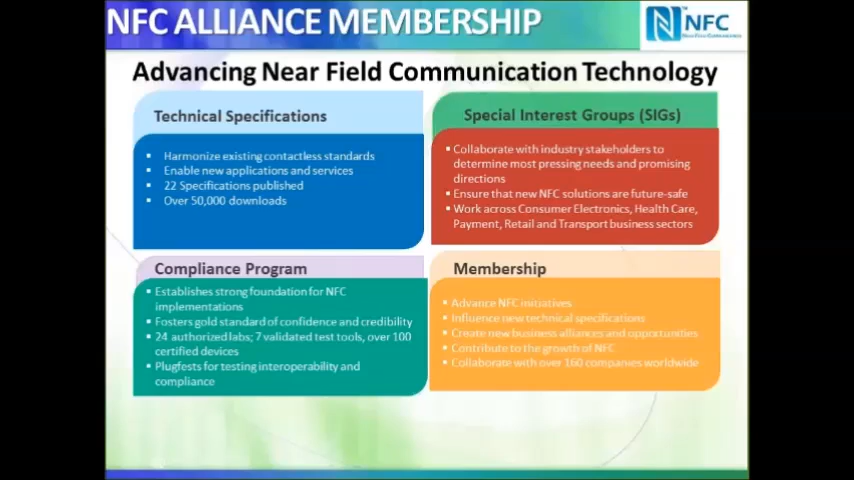 NFC ALLIANCE MEMBERSHIP
NFC
Advancing Near Field Communication Technology
Technical Specifications
▪ Harmonize existing contactless standards
▪ Enable new applications and services
▪ 22 Specifications published
▪ Over 50,000 downloads
Special Interest Groups (SIGs)
▪ Collaborate with industry stakeholders to
determine most pressing needs and promising
directions
▪ Ensure that new NFC solutions are future-safe
▪ Work across Consumer Electronics, Health Care,
Payment, Retail and Transport business sectors
Compliance Program
▪ Establishes strong foundation for NFC
implementations
▪ Fosters gold standard of confidence and credibility
▪ 24 authorized labs; 7 validated test tools, over 100
certified devices
▪ Plugfests for testing interoperability and
compliance
Membership
▪ Advance NFC initiatives
▪ Influence new technical specifications
▪ Create new business alliances and opportunities
▪ Contribute to the growth of NFC
▪ Collaborate with over 160 companies worldwide